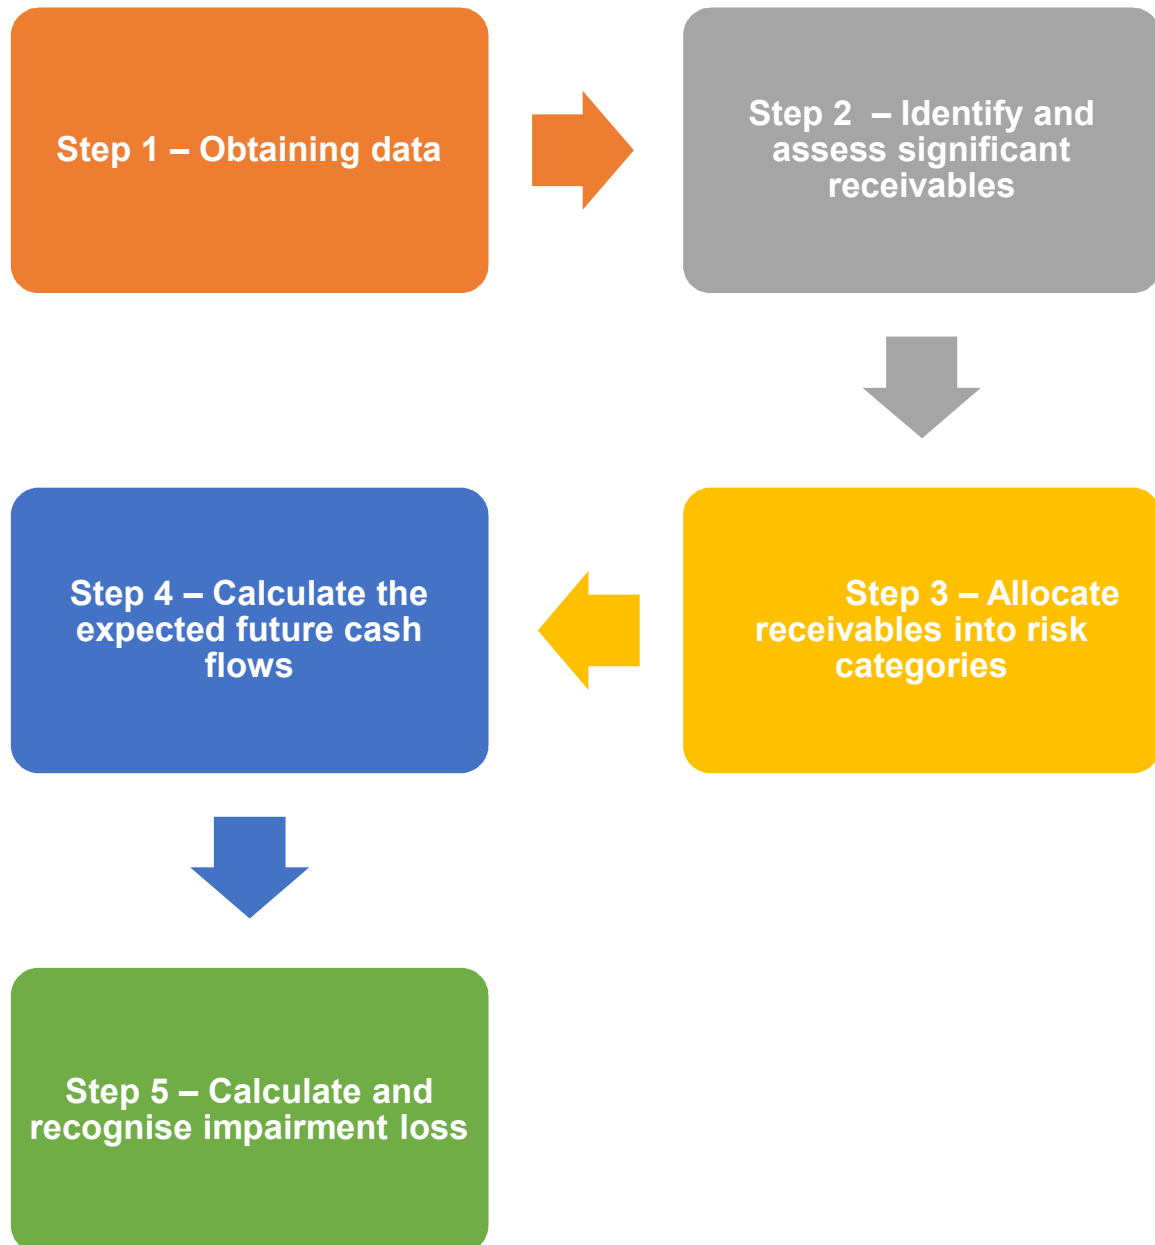 Step 1 – Obtaining data
Step 2 – Identify and
assess significant
receivables
Step 3 – Allocate
receivables into risk
categories
Step 4 – Calculate the
expected future cash
flows
Step 5 – Calculate and
recognise impairment loss